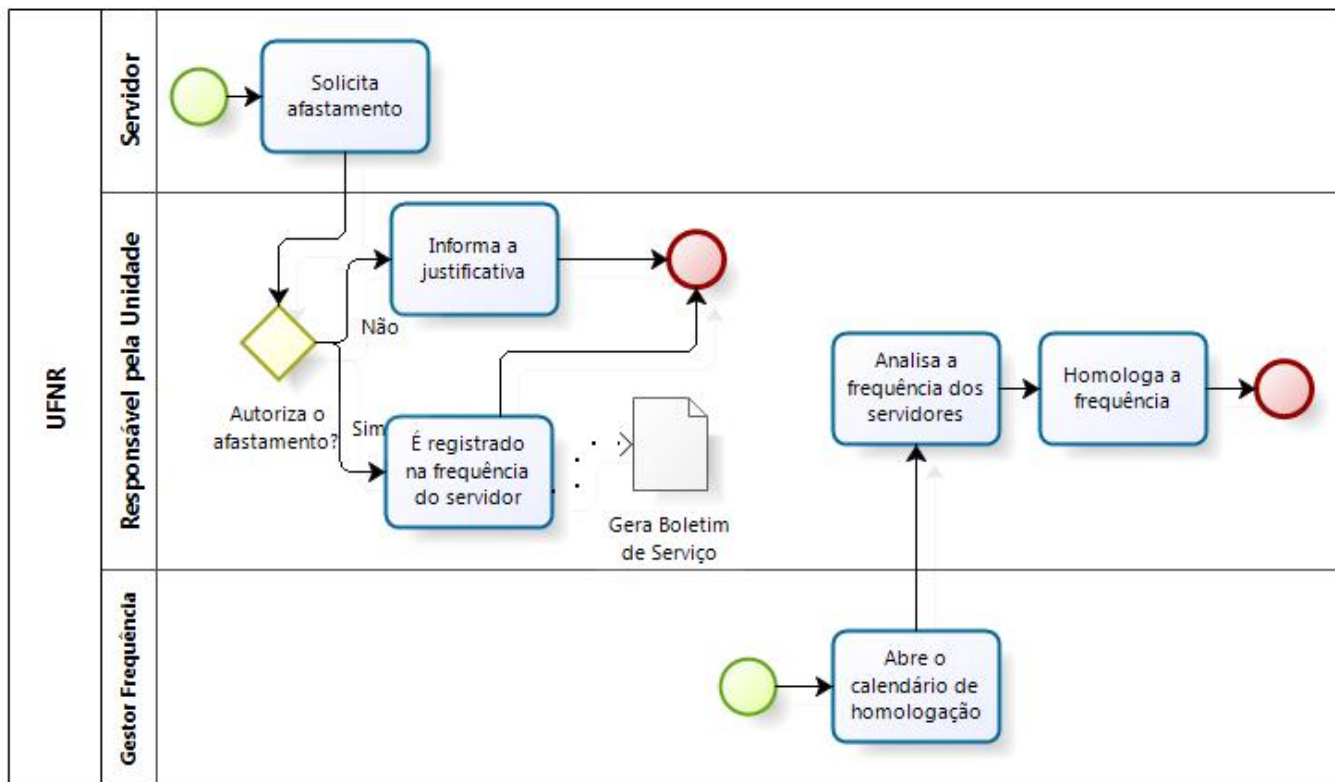 UFNR
Servidor
Solicita
afastamento
Responsável pela Unidade
Informa a
justificativa
Não
Autoriza o
afastamento?
Sim
É registrado
na frequência
do servidor
Gera Boletim
de Serviço
Analisa a
frequência dos
servidores
Homologa a
frequência
Gestor Frequência
Abre o
calendário de
homologação